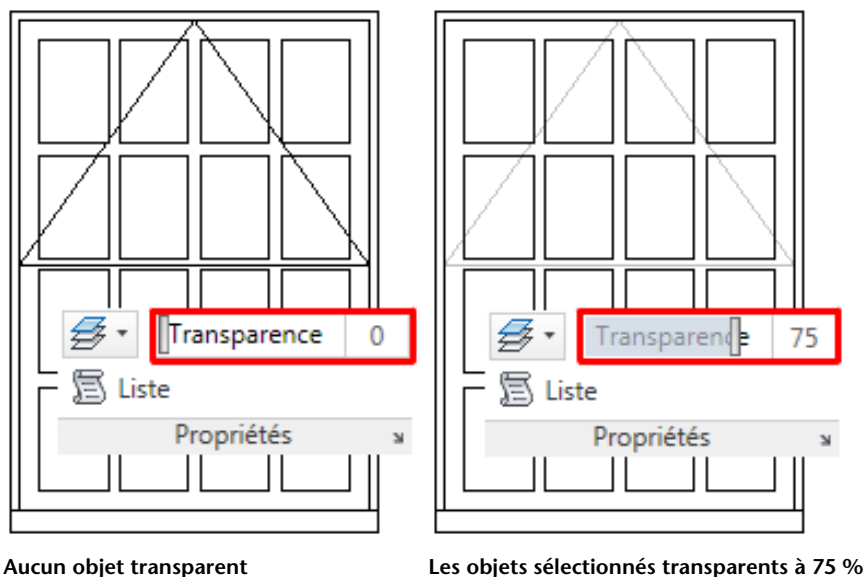 Transparence 0
Liste
Propriétés
Transparence 75
Liste
Propriétés
Aucun objet transparent
Les objets sélectionnés transparents à 75 %